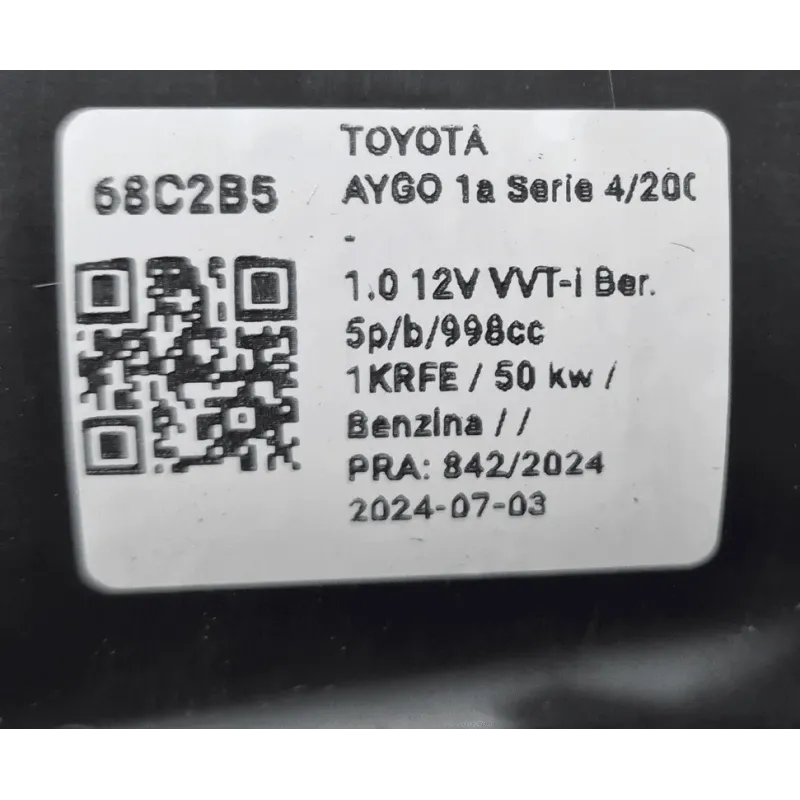 68C2B5
TOYOTA
AYGO 1a Serie 4/200
-
1.0 12V VVT-i Ber.
5p/b/998cc
1KRFE / 50 kw /
Benzina / /
PRA: 842/2024
2024-07-03